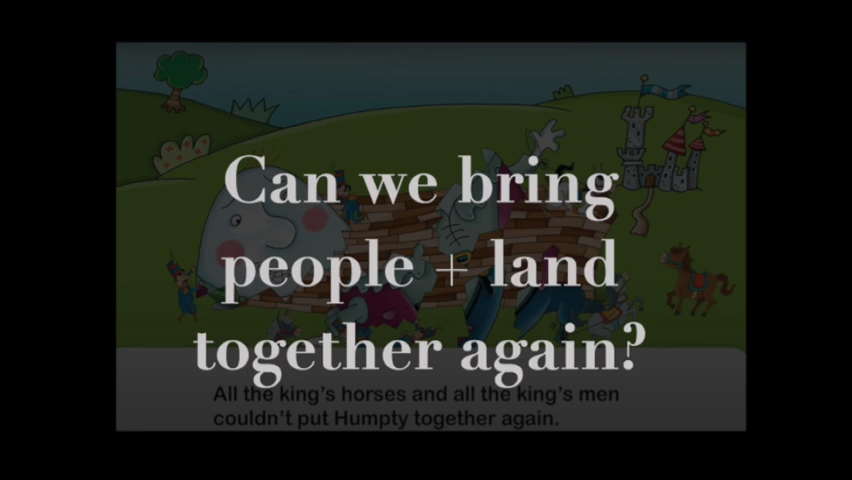 Can we bring
people + land
together again?
All the king's horses and all the king's men
couldn't put Humpty together again.